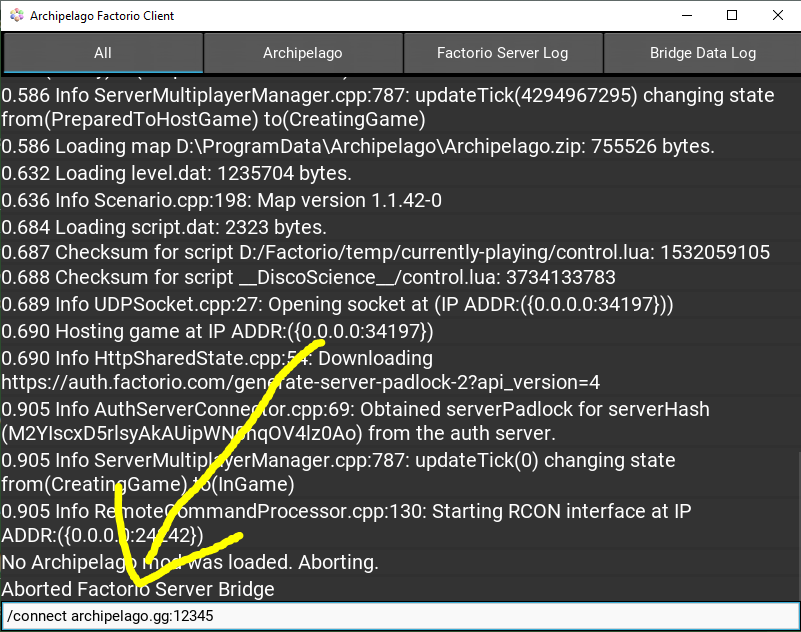 Archipelago Factorio Client
All
Archipelago
Factorio Server Log
Bridge Data Log
0.586 Info ServerMultiplayerManager.cpp:787: updateTick(4294967295) changing state
from(PreparedToHostGame) to(CreatingGame)
0.586 Loading map D:\ProgramData\Archipelago\Archipelago.zip: 755526 bytes.
0.632 Loading level.dat: 1235704 bytes.
0.636 Info Scenario.cpp:198: Map version 1.1.42-0
0.684 Loading script.dat: 2323 bytes.
0.687 Checksum for script D:/Factorio/temp/currently-playing/control.lua: 1532059105
0.688 Checksum for script __DiscoScience__/control.lua: 3734133783
0.689 Info UDPSocket.cpp:27: Opening socket at (IP ADDR:({0.0.0.0:34197}))
0.690 Hosting game at IP ADDR:({0.0.0.0:34197})
0.690 Info HttpSharedState.cpp:54: Downloading
https://auth.factorio.com/generate-server-padlock-2?api_version=4
0.905 Info AuthServerConnector.cpp:69: Obtained serverPadlock for serverHash
from the auth server.
0.905 Info ServerMultiplayerManager.cpp:787: updateTick(0) changing state
from(CreatingGame) to(InGame)
0.905 Info RemoteCommandProcessor.cpp:130: Starting RCON interface at IP
ADDR:({0.0.0.0:24242})
No Archipelago mod was loaded. Aborting.
Aborted Factorio Server Bridge
/connect archipelago.gg:12345